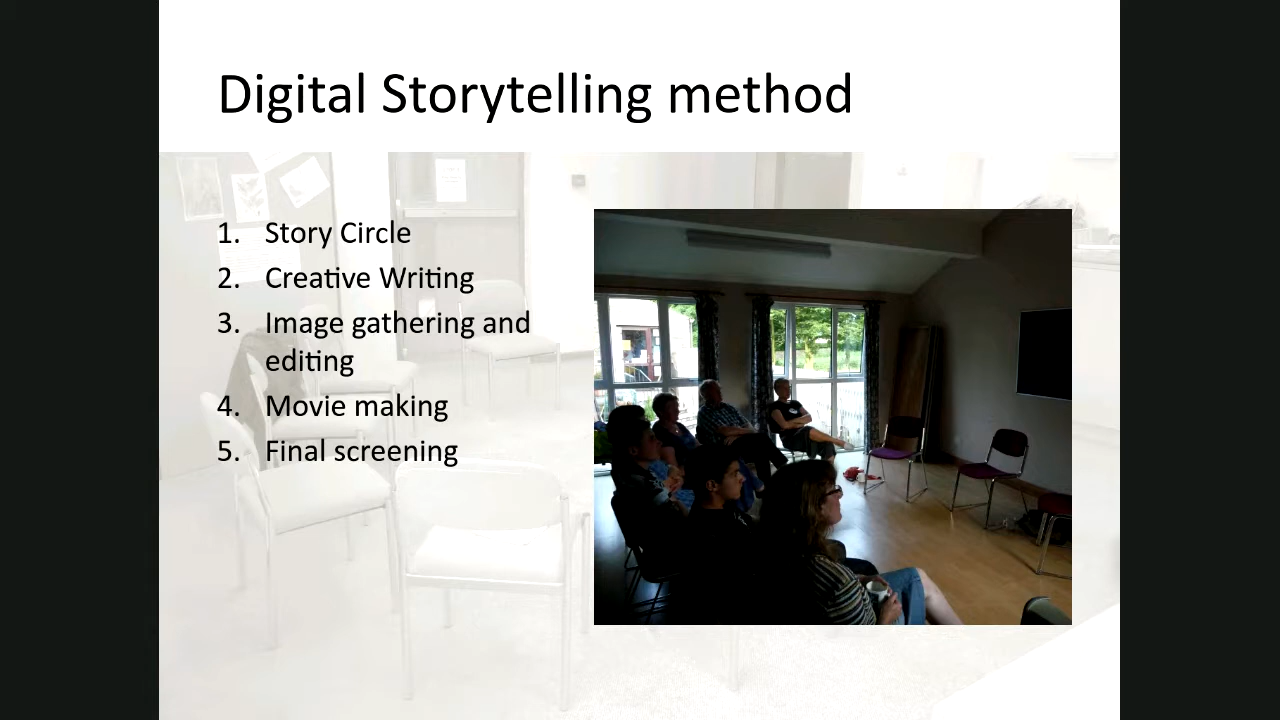 Digital Storytelling method
1. Story Circle
2. Creative Writing
3. Image gathering and
editing
4. Movie making
5. Final screening